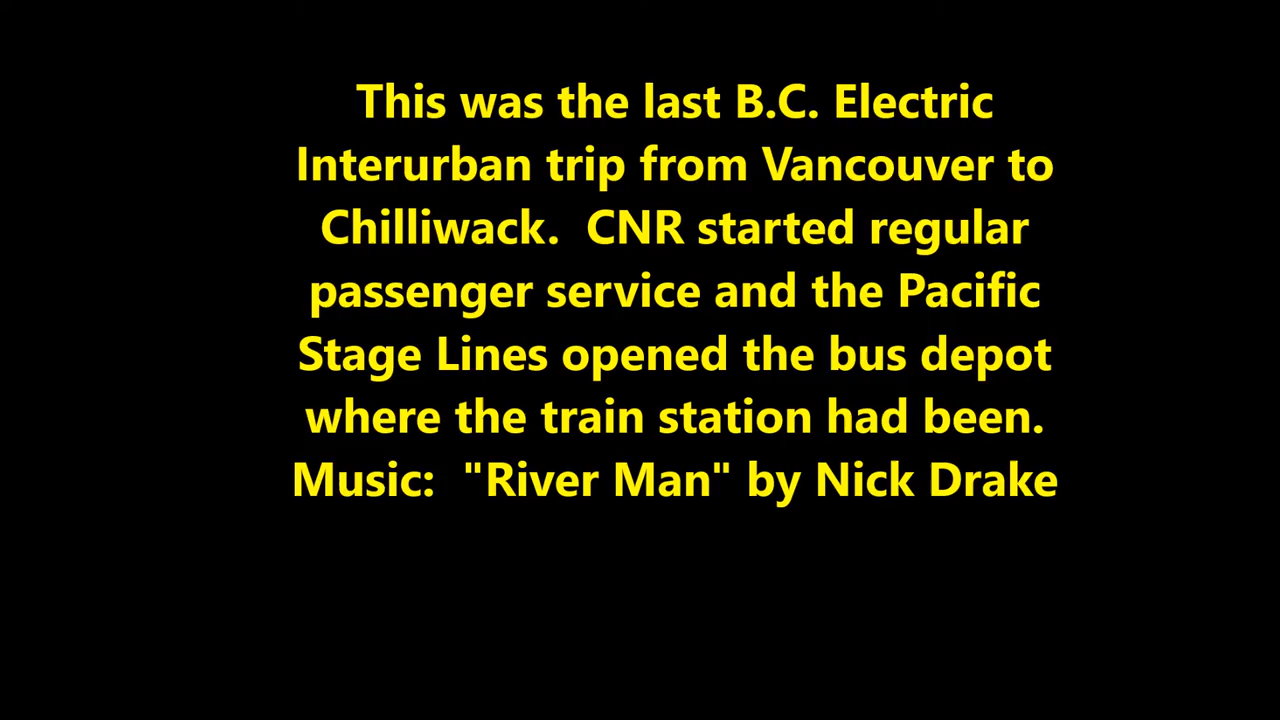 This was the last B.C. Electric
Interurban trip from Vancouver to
Chilliwack.  CNR started regular
passenger service and the Pacific
Stage Lines opened the bus depot
where the train station had been.
Music:  "River Man" by Nick Drake